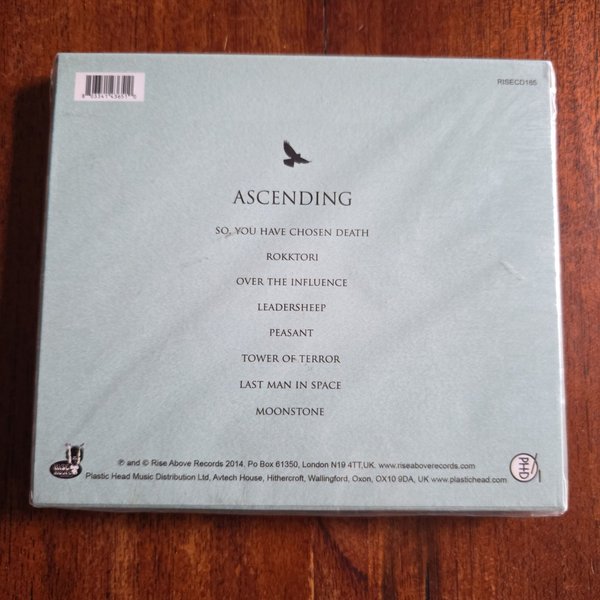 RISECD165
ASCENDING
SO, YOU HAVE CHOSEN DEATH
ROKKTORI
OVER THE INFLUENCE
LEADERSHEEP
PEASANT
TOWER OF TERROR
LAST MAN IN SPACE
MOONSTONE
℗ and © Rise Above Records 2014. Po Box 61350, London N19 4TT,UK. www.riseaboverecords.com
Plastic Head Music Distribution Ltd, Avtech House, Hithercroft, Wallingford, Oxon, OX10 9DA, UK www.plastichead.com
PHD